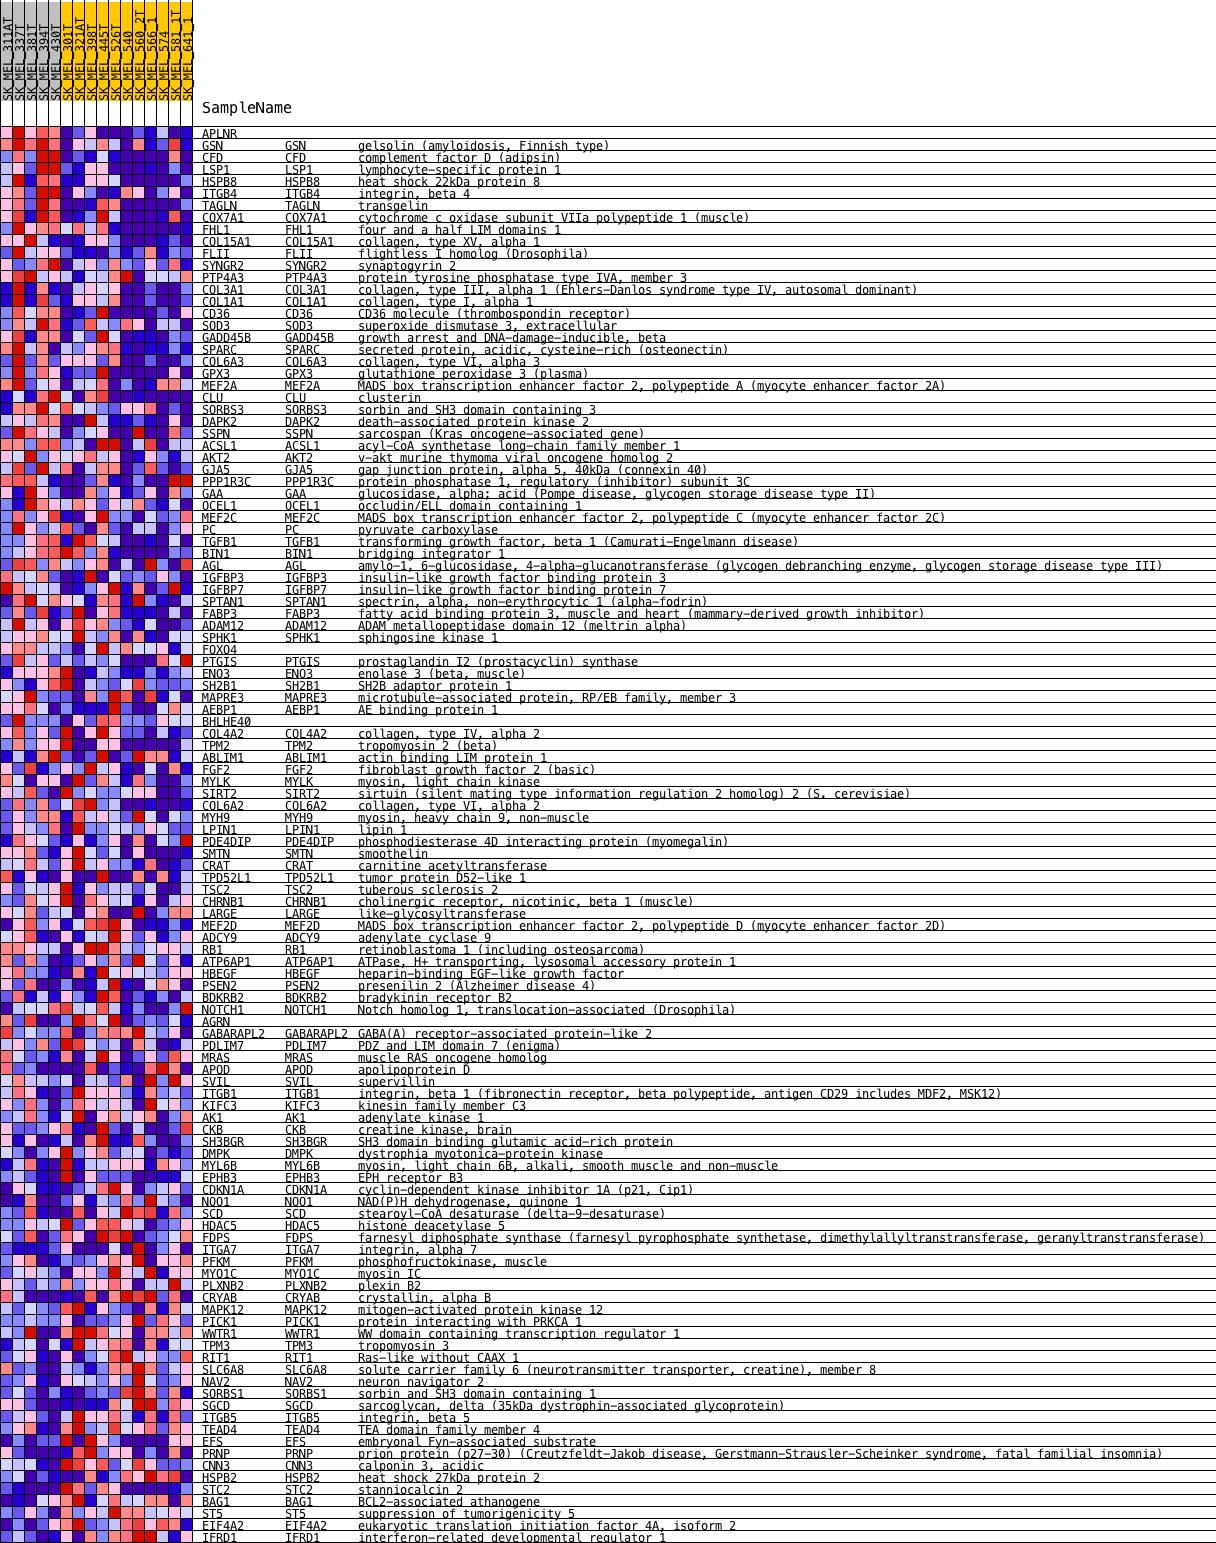 SK_MEL_311AT
SK_MEL_337T
SK_MEL_381T
SK_MEL_394T
SK_MEL_430T
SK_MEL_301T
SK_MEL_321AT
SK_MEL_398T
SK_MEL_445T
SK_MEL_526T
SK_MEL_540
SK_MEL_560_2T
SK_MEL_566_1
SK_MEL_574
SK_MEL_581_1T
SK_MEL_641_1
SampleName
APLNR
GSN GSN gelsolin (amyloidosis, Finnish type)
CFD CFD complement factor D (adipsin)
LSP1 LSP1 lymphocyte-specific protein 1
HSPB8 HSPB8 heat shock 22kDa protein 8
ITGB4 ITGB4 integrin, beta 4
TAGLN TAGLN transgelin
COX7A1 COX7A1 cytochrome c oxidase subunit VIIa polypeptide 1 (muscle)
FHL1 FHL1 four and a half LIM domains 1
COL15A1 COL15A1 collagen, type XV, alpha 1
FLII FLII flightless I homolog (Drosophila)
SYNGR2 SYNGR2 synaptogyrin 2
PTP4A3 PTP4A3 protein tyrosine phosphatase type IVA, member 3
COL3A1 COL3A1 collagen, type III, alpha 1 (Ehlers-Danlos syndrome type IV, autosomal dominant)
COL1A1 COL1A1 collagen, type I, alpha 1
CD36 CD36 CD36 molecule (thrombospondin receptor)
SOD3 SOD3 superoxide dismutase 3, extracellular
GADD45B GADD45B growth arrest and DNA-damage-inducible, beta
SPARC SPARC secreted protein, acidic, cysteine-rich (osteonectin)
COL6A3 COL6A3 collagen, type VI, alpha 3
GPX3 GPX3 glutathione peroxidase 3 (plasma)
MEF2A MEF2A MADS box transcription enhancer factor 2, polypeptide A (myocyte enhancer factor 2A)
CLU CLU clusterin
SORBS3 SORBS3 sorbin and SH3 domain containing 3
DAPK2 DAPK2 death-associated protein kinase 2
SSPN SSPN sarcospan (Kras oncogene-associated gene)
ACSL1 ACSL1 acyl-CoA synthetase long-chain family member 1
AKT2 AKT2 v-akt murine thymoma viral oncogene homolog 2
GJA5 GJA5 gap junction protein, alpha 5, 40kDa (connexin 40)
PPP1R3C PPP1R3C protein phosphatase 1, regulatory (inhibitor) subunit 3C
GAA GAA glucosidase, alpha; acid (Pompe disease, glycogen storage disease type II)
OCEL1 OCEL1 occludin/ELL domain containing 1
MEF2C MEF2C MADS box transcription enhancer factor 2, polypeptide C (myocyte enhancer factor 2C)
PC PC pyruvate carboxylase
TGFB1 TGFB1 transforming growth factor, beta 1 (Camurati-Engelmann disease)
BIN1 BIN1 bridging integrator 1
AGL AGL amylo-1, 6-glucosidase, 4-alpha-glucanotransferase (glycogen debranching enzyme, glycogen storage disease type III)
IGFBP3 IGFBP3 insulin-like growth factor binding protein 3
IGFBP7 IGFBP7 insulin-like growth factor binding protein 7
SPTAN1 SPTAN1 spectrin, alpha, non-erythrocytic 1 (alpha-fodrin)
FABP3 FABP3 fatty acid binding protein 3, muscle and heart (mammary-derived growth inhibitor)
ADAM12 ADAM12 ADAM metallopeptidase domain 12 (meltrin alpha)
SPHK1 SPHK1 sphingosine kinase 1
FOXO4
PTGIS PTGIS prostaglandin I2 (prostacyclin) synthase
ENO3 ENO3 enolase 3 (beta, muscle)
SH2B1 SH2B1 SH2B adaptor protein 1
MAPRE3 MAPRE3 microtubule-associated protein, RP/EB family, member 3
AEBP1 AEBP1 AE binding protein 1
BHLHE40
COL4A2 COL4A2 collagen, type IV, alpha 2
TPM2 TPM2 tropomyosin 2 (beta)
ABLIM1 ABLIM1 actin binding LIM protein 1
FGF2 FGF2 fibroblast growth factor 2 (basic)
MYLK MYLK myosin, light chain kinase
SIRT2 SIRT2 sirtuin (silent mating type information regulation 2 homolog) 2 (S. cerevisiae)
COL6A2 COL6A2 collagen, type VI, alpha 2
MYH9 MYH9 myosin, heavy chain 9, non-muscle
LPIN1 LPIN1 lipin 1
PDE4DIP PDE4DIP phosphodiesterase 4D interacting protein (myomegalin)
SMTN SMTN smoothelin
CRAT CRAT carnitine acetyltransferase
TPD52L1 TPD52L1 tumor protein D52-like 1
TSC2 TSC2 tuberous sclerosis 2
CHRNB1 CHRNB1 cholinergic receptor, nicotinic, beta 1 (muscle)
LARGE LARGE like-glycosyltransferase
MEF2D MEF2D MADS box transcription enhancer factor 2, polypeptide D (myocyte enhancer factor 2D)
ADCY9 ADCY9 adenylate cyclase 9
RB1 RB1 retinoblastoma 1 (including osteosarcoma)
ATP6AP1 ATP6AP1 ATPase, H+ transporting, lysosomal accessory protein 1
HBEGF HBEGF heparin-binding EGF-like growth factor
PSEN2 PSEN2 presenilin 2 (Alzheimer disease 4)
BDKRB2 BDKRB2 bradykinin receptor B2
NOTCH1 NOTCH1 Notch homolog 1, translocation-associated (Drosophila)
AGRN
GABARAPL2 GABARAPL2 GABA(A) receptor-associated protein-like 2
PDLIM7 PDLIM7 PDZ and LIM domain 7 (enigma)
MRAS MRAS muscle RAS oncogene homolog
APOD APOD apolipoprotein D
SVIL SVIL supervillin
ITGB1 ITGB1 integrin, beta 1 (fibronectin receptor, beta polypeptide, antigen CD29 includes MDF2, MSK12)
KIFC3 KIFC3 kinesin family member C3
AK1 AK1 adenylate kinase 1
CKB CKB creatine kinase, brain
SH3BGR SH3BGR SH3 domain binding glutamic acid-rich protein
DMPK DMPK dystrophia myotonica-protein kinase
MYL6B MYL6B myosin, light chain 6B, alkali, smooth muscle and non-muscle
EPHB3 EPHB3 EPH receptor B3
CDKN1A CDKN1A cyclin-dependent kinase inhibitor 1A (p21, Cip1)
NQO1 NQO1 NAD(P)H dehydrogenase, quinone 1
SCD SCD stearoyl-CoA desaturase (delta-9-desaturase)
HDAC5 HDAC5 histone deacetylase 5
FDPS FDPS farnesyl diphosphate synthase (farnesyl pyrophosphate synthetase, dimethylallyltranstransferase, geranyltranstransferase)
ITGA7 ITGA7 integrin, alpha 7
PFKM PFKM phosphofructokinase, muscle
MYO1C MYO1C myosin IC
PLXNB2 PLXNB2 plexin B2
CRYAB CRYAB crystallin, alpha B
MAPK12 MAPK12 mitogen-activated protein kinase 12
PICK1 PICK1 protein interacting with PRKCA 1
WWTR1 WWTR1 WW domain containing transcription regulator 1
TPM3 TPM3 tropomyosin 3
RIT1 RIT1 Ras-like without CAAX 1
SLC6A8 SLC6A8 solute carrier family 6 (neurotransmitter transporter, creatine), member 8
NAV2 NAV2 neuron navigator 2
SORBS1 SORBS1 sorbin and SH3 domain containing 1
SGCD SGCD sarcoglycan, delta (35kDa dystrophin-associated glycoprotein)
ITGB5 ITGB5 integrin, beta 5
TEAD4 TEAD4 TEA domain family member 4
EFS EFS embryonal Fyn-associated substrate
PRNP PRNP prion protein (p27-30) (Creutzfeldt-Jakob disease, Gerstmann-Strausler-Scheinker syndrome, fatal familial insomnia)
CNN3 CNN3 calponin 3, acidic
HSPB2 HSPB2 heat shock 27kDa protein 2
STC2 STC2 stanniocalcin 2
BAG1 BAG1 BCL2-associated athanogene
ST5 ST5 suppression of tumorigenicity 5
EIF4A2 EIF4A2 eukaryotic translation initiation factor 4A, isoform 2
IFRD1 IFRD1 interferon-related developmental regulator 1